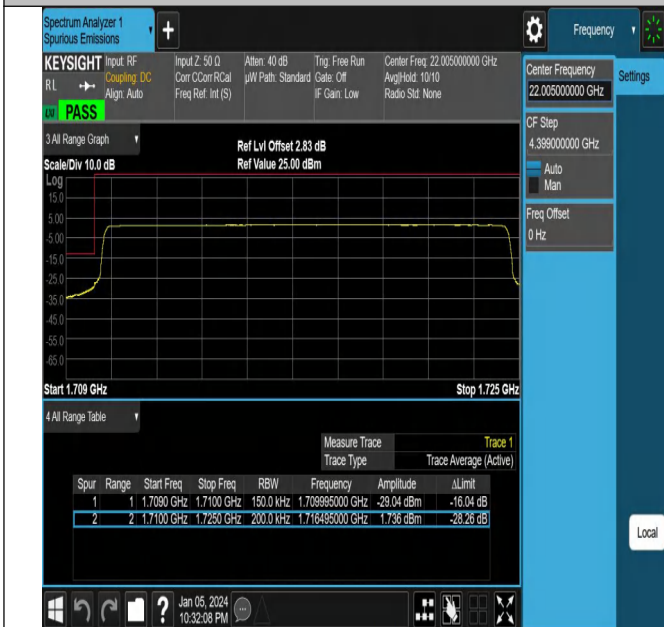 Spectrum Analyzer 1
Spurious Emissions
Frequency
KEYSIGHT
RL
PASS
Input: RF
Coupling: DC
Align: Auto
Input Z: 50 Ω
Corr CCorr RCal
Freq Ref: Int (S)
Atten: 40 dB
µW Path: Standard
Trig: Free Run
Gate: Off
IF Gain: Low
Center Freq: 22.005000000 GHz
Avg|Hold: 10/10
Radio Std: None
Center Frequency
22.005000000 GHz
Settings
CF Step
4.399000000 GHz
Auto
Man
Freq Offset
0 Hz
Local
3 All Range Graph
Scale/Div 10.0 dB
Ref Lvl Offset 2.83 dB
Ref Value 25.00 dBm
Log
15.0
5.00
-5.00
-15.0
-25.0
-35.0
-45.0
-55.0
-65.0
Start 1.709 GHz
Stop 1.725 GHz
4 All Range Table
Measure Trace Trace 1
Trace Type Trace Average (Active)
Spur Range Start Freq Stop Freq RBW Frequency Amplitude ΔLimit
1 1 1.7090 GHz 1.7100 GHz 150.0 kHz 1.709995000 GHz -29.04 dBm -16.04 dB
2 2 1.7100 GHz 1.7250 GHz 200.0 kHz 1.716495000 GHz 1.736 dBm -28.26 dB
Jan 05, 2024
10:32:08 PM